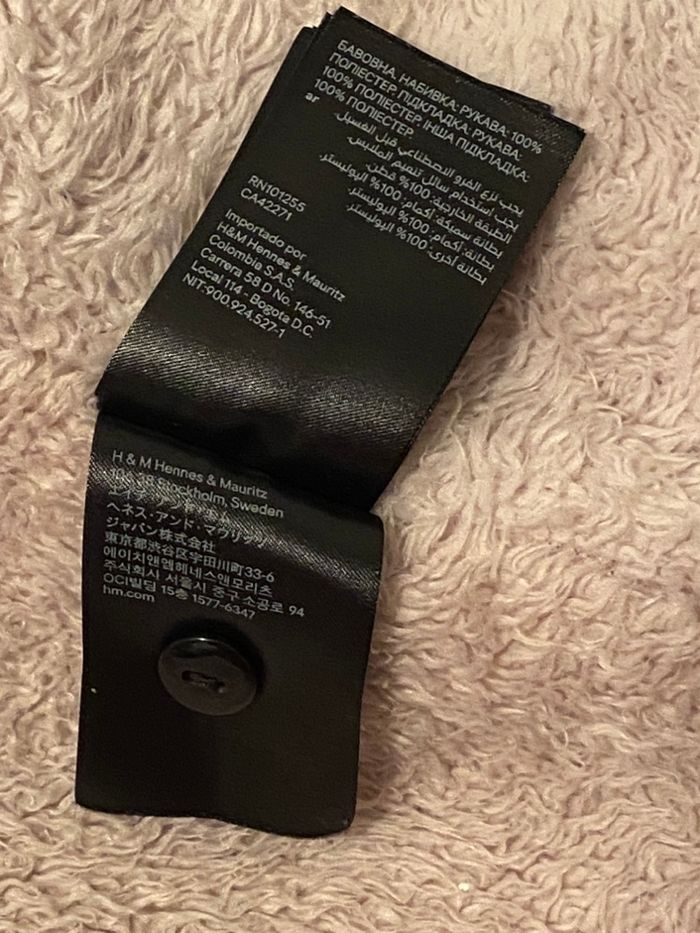 БАВОВНА. НАБИВКА: РУКАВА: 100%
ПОЛІЕСТЕР. ПІДКЛАДКА: РУКАВА:
100% ПОЛІЕСТЕР. ІНША ПІДКЛАДКА:
100% ПОЛІЕСТЕР
ar
يجب نزع الفرو الاصطناعي قبل الغسيل.
يجب استخدام سائل تنعيم الملابس.
الطبقة الخارجية: 100% قطن.
بطانة سميكة: أكمام: 100% البوليستر.
بطانة: أكمام: 100% البوليستر.
بطانة أخرى: 100% البوليستر
RN101255
CA42271
Importado por
H&M Hennes & Mauritz
Colombia S.A.S.
Carrera 58 D No. 146-51
Local 114 - Bogota D.C.
NIT:900.924.527-1
H & M Hennes & Mauritz
Stockholm, Sweden
ヘネス・アンド・マウリッツ
ジャパン株式会社
東京都渋谷区宇田川町33-6
에이치앤엠헤네스앤모리츠
주식회사 서울시 중구 소공로 94
OCI빌딩 15층 1577-6347
hm.com